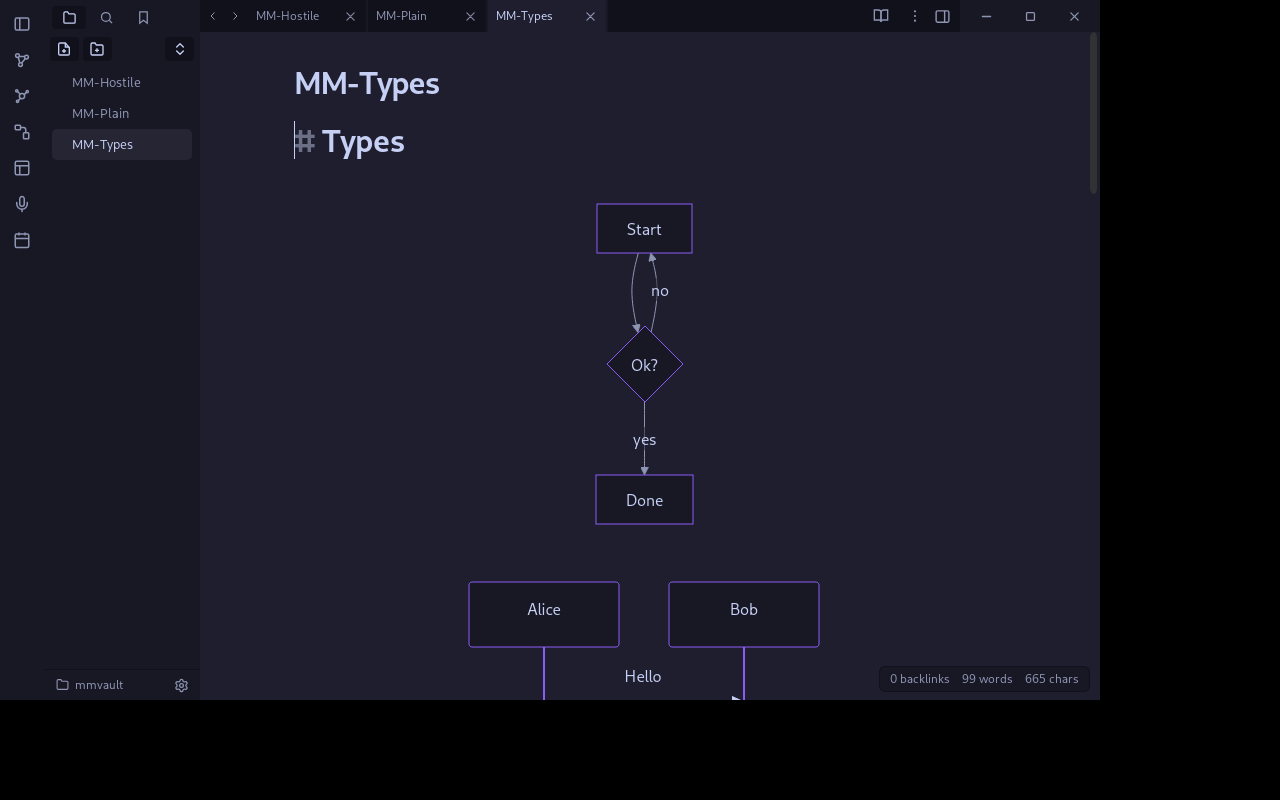 MM-Hostile
MM-Plain
MM-Types
MM-Hostile
MM-Plain
MM-Types
MM-Types
# Types
Start
no
Ok?
yes
Done
Alice
Bob
Hello
mmvault
0 backlinks 99 words 665 chars